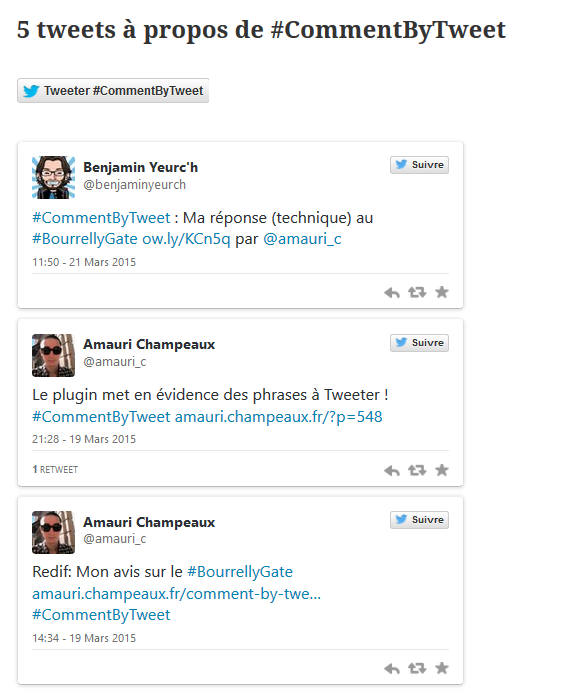 5 tweets à propos de #CommentByTweet
Tweeter #CommentByTweet
Benjamin Yeurc'h
@benjaminyeurch
Suivre
#CommentByTweet : Ma réponse (technique) au
#BourrellyGate ow.ly/KCn5q par @amauri_c
11:50 - 21 Mars 2015
Amauri Champeaux
@amauri_c
Suivre
Le plugin met en évidence des phrases à Tweeter !
#CommentByTweet amauri.champeaux.fr/?p=548
21:28 - 19 Mars 2015
1 RETWEET
Amauri Champeaux
@amauri_c
Suivre
Redif: Mon avis sur le #BourrellyGate
amauri.champeaux.fr/comment-by-twe…
#CommentByTweet
14:34 - 19 Mars 2015